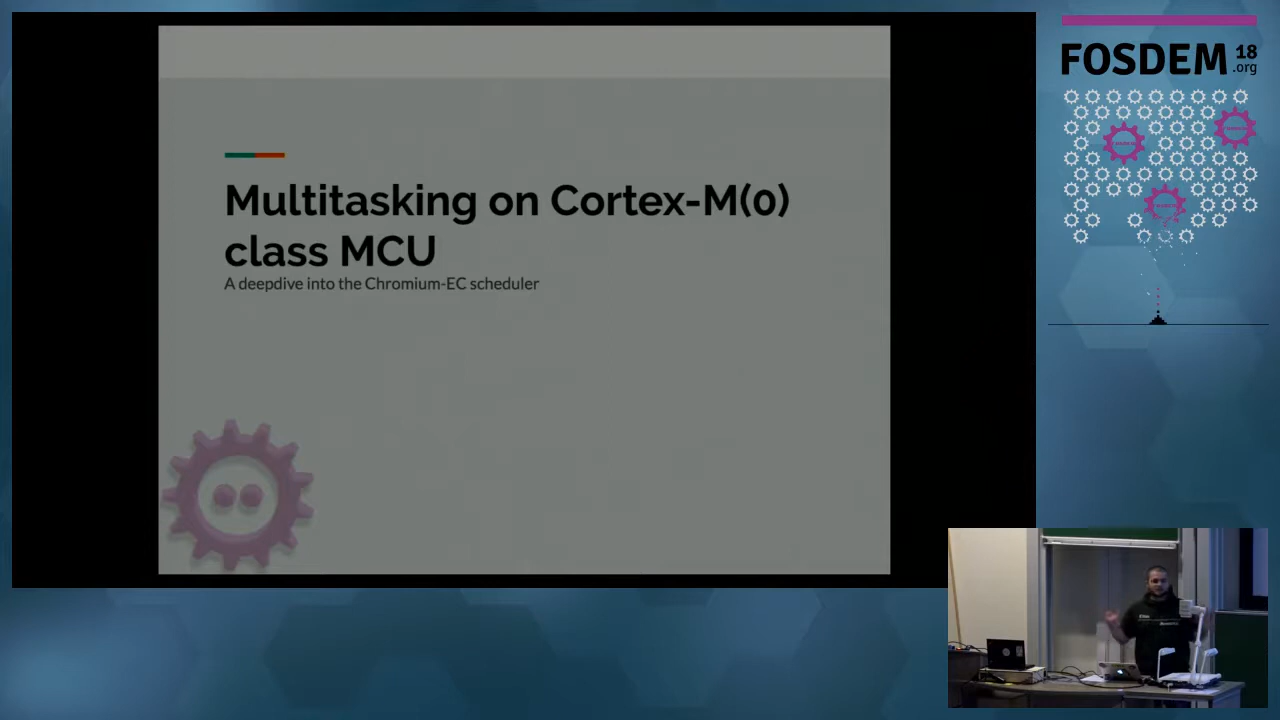 Multitasking on Cortex-M(0)
class MCU
A deepdive into the Chromium-EC scheduler
FOSDEM 18
.org